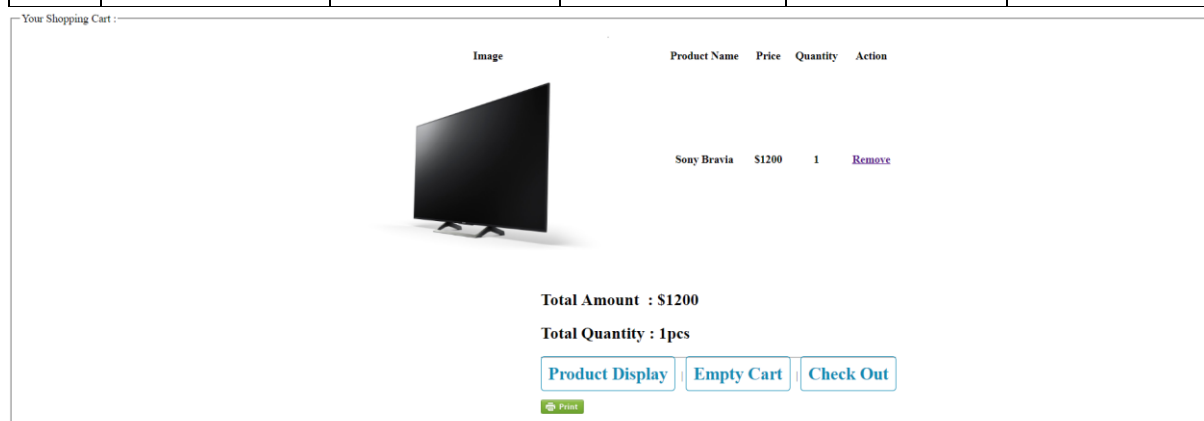 Your Shopping Cart :
Image Product Name Price Quantity Action
Sony Bravia $1200 1 Remove
Total Amount : $1200
Total Quantity : 1pcs
Product Display | Empty Cart | Check Out
Print